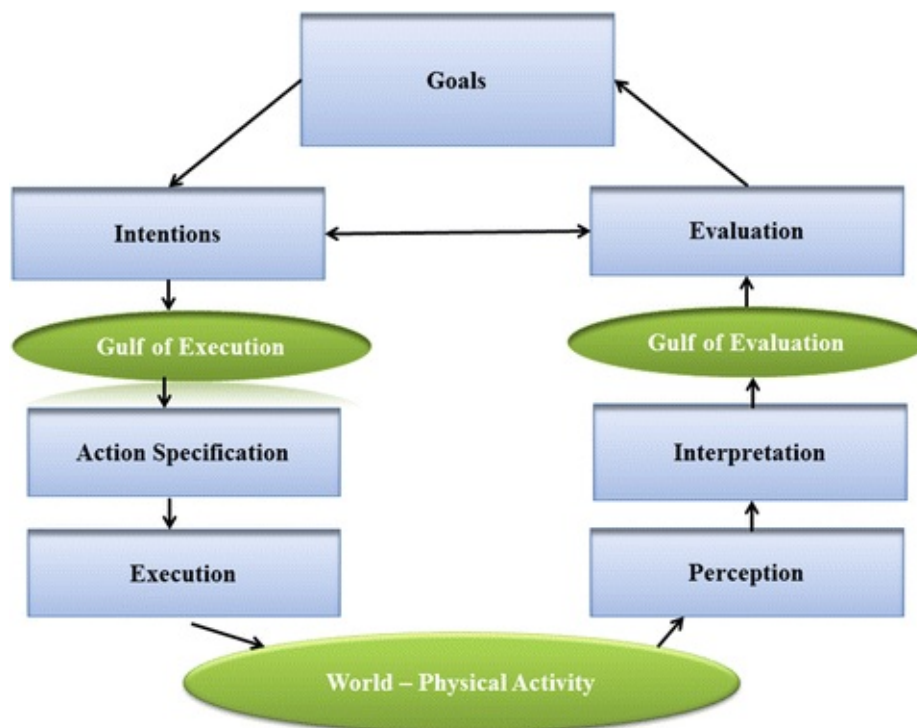 Goals
Intentions
Evaluation
Gulf of Execution
Gulf of Evaluation
Action Specification
Interpretation
Execution
Perception
World – Physical Activity